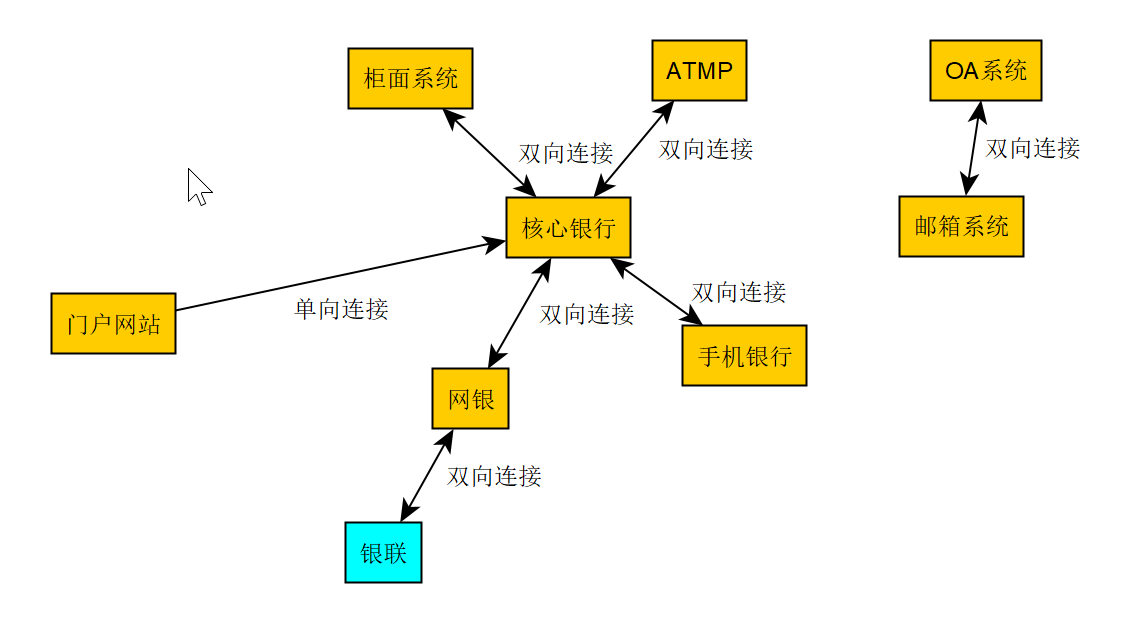 柜面系统
ATMP
OA系统
双向连接
双向连接
双向连接
核心银行
邮箱系统
单向连接
双向连接
双向连接
门户网站
手机银行
网银
双向连接
银联